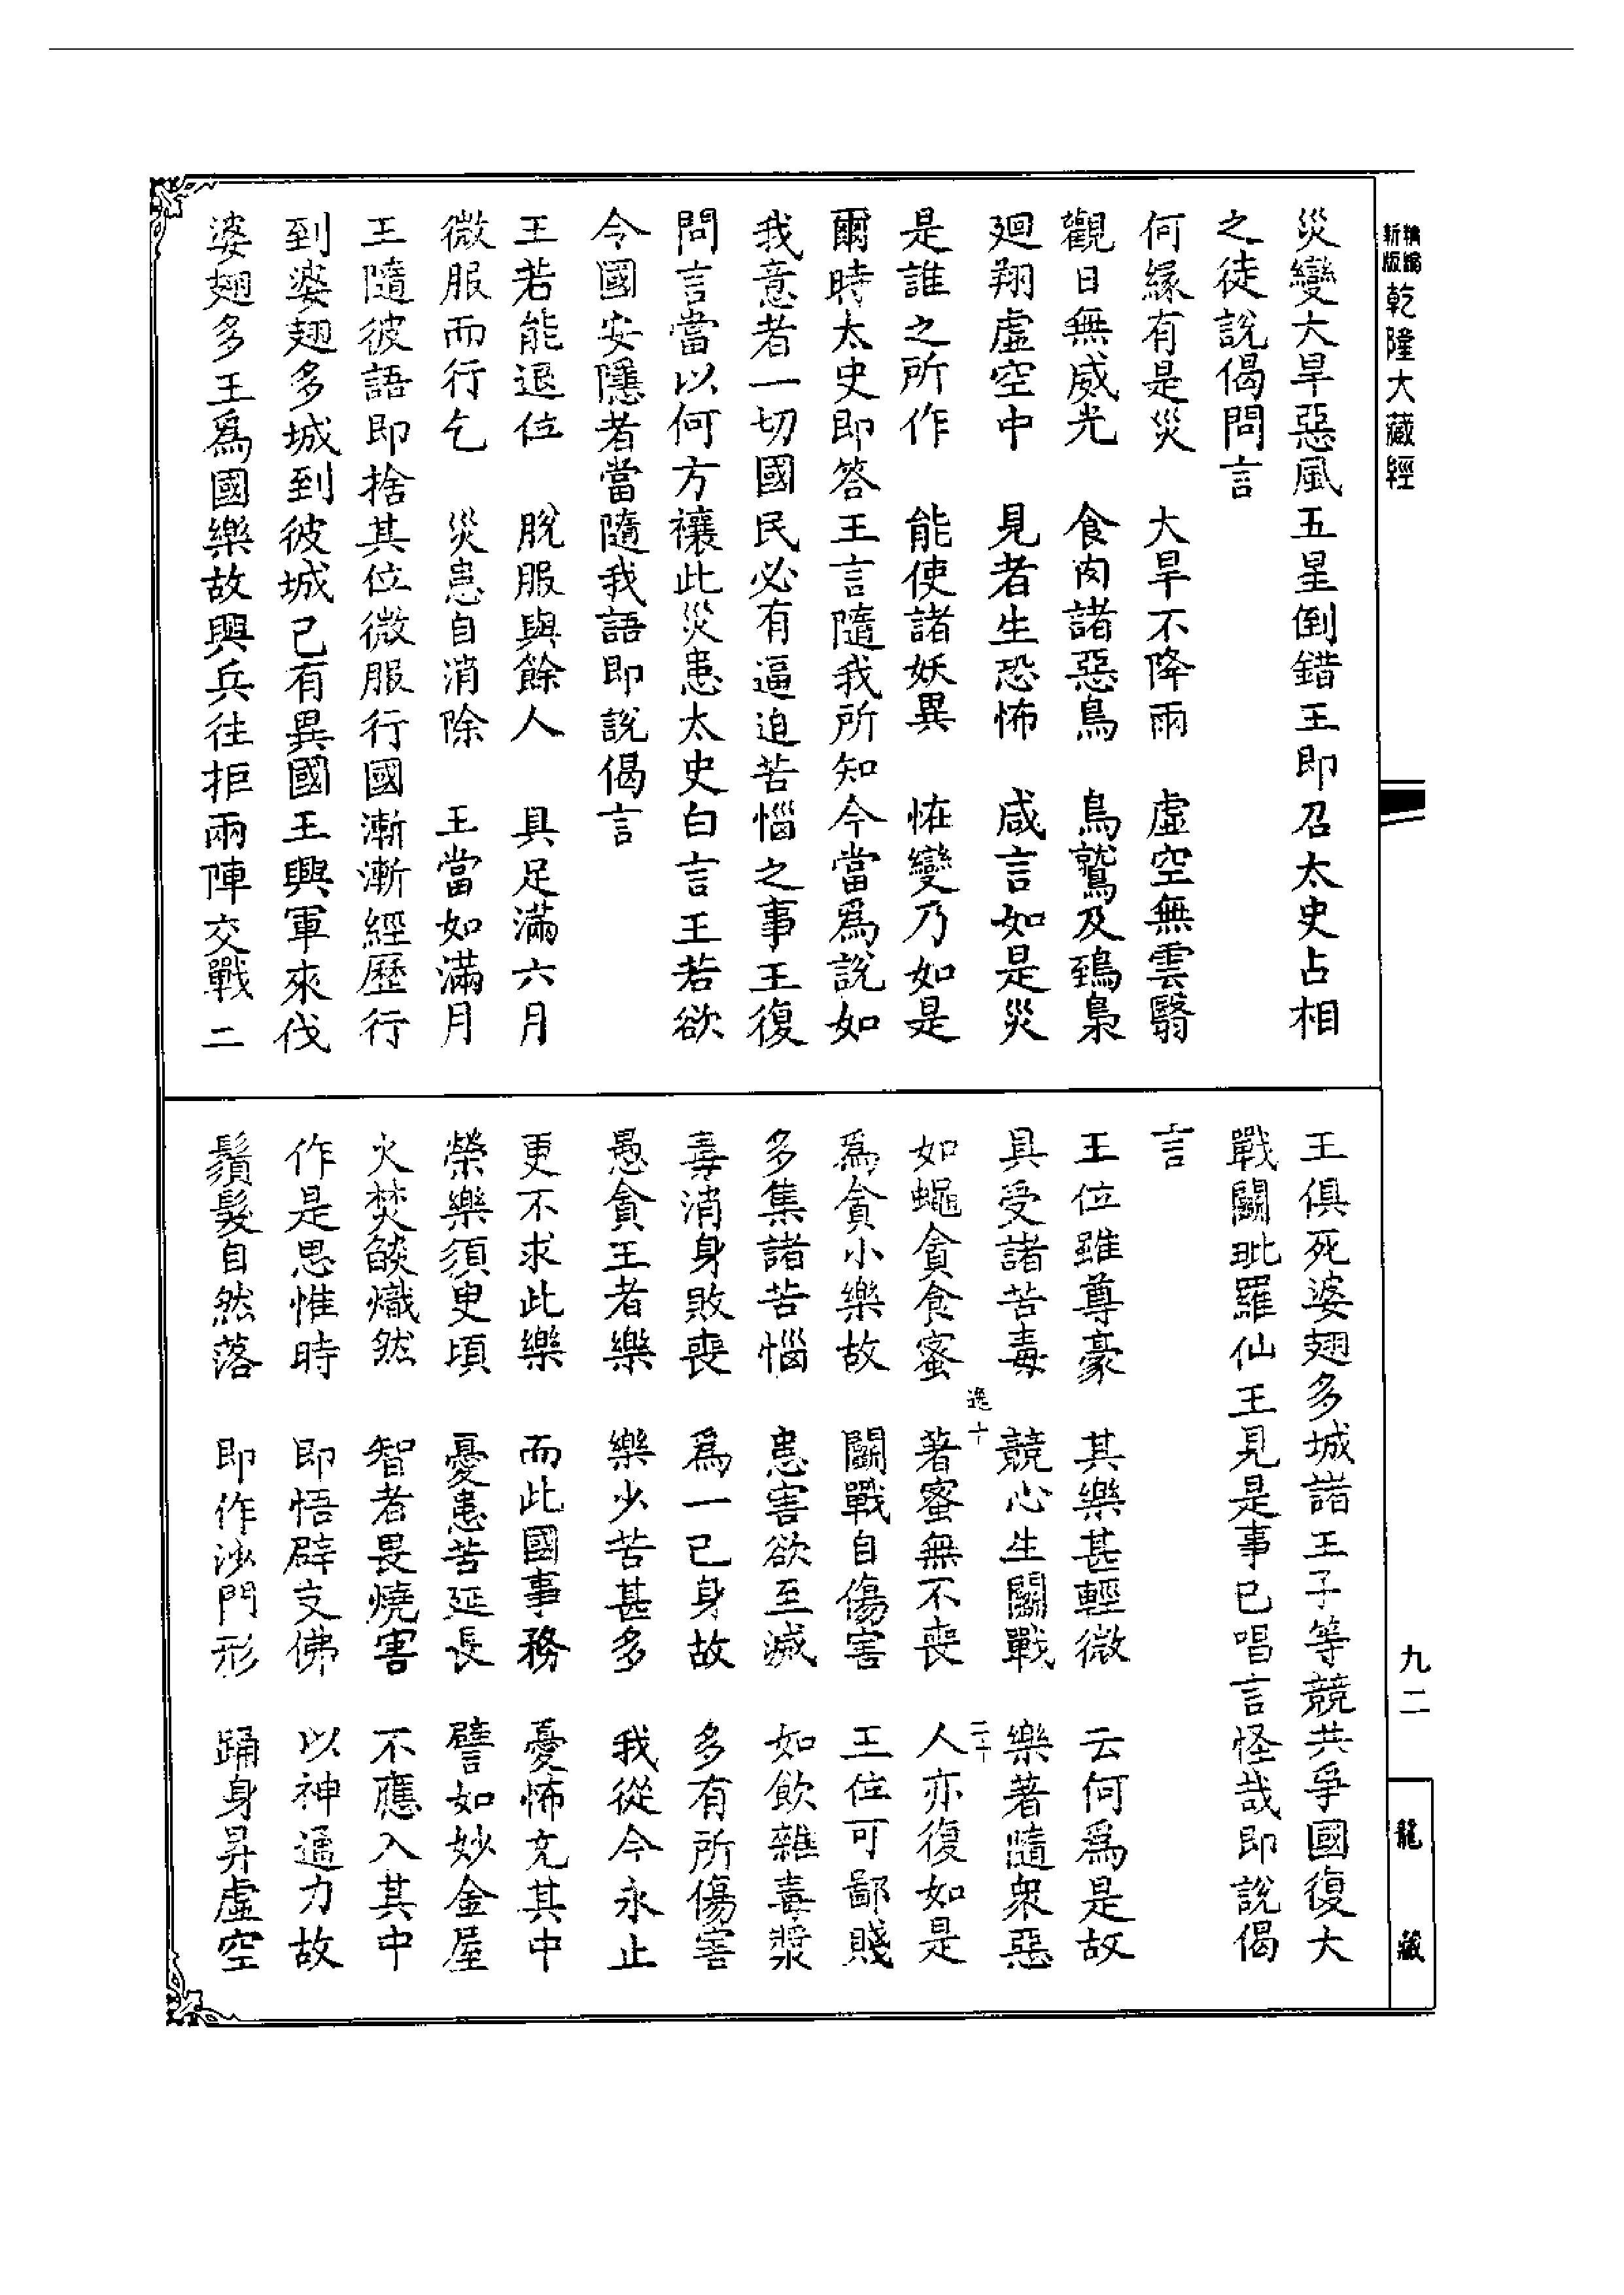 新編
新版
乾隆大藏經
災變大旱惡風五星倒錯王即召太史占相
之徒說偈問言
何緣有是災　大旱不降雨　虛空無雲翳
觀日無威光　食肉諸惡鳥　烏鷲及鵄梟
廻翔虛空中　見者生恐怖　咸言如是災
是誰之所作　能使諸妖異　恠變乃如是
爾時太史即答王言隨我所知今當為說如
我意者一切國民必有逼迫苦惱之事王復
問言當以何方禳此災患太史白言王若欲
令國安隱者當隨我語即說偈言
王若能退位　脫服與餘人　具足滿六月
微服而行乞　災患自消除　王當如滿月
王隨彼語即捨其位微服行國漸漸經歷行
到婆翅多城到彼城已有異國王興軍來伐
婆翅多王為國樂故興兵往拒兩陣交戰二
王俱死婆翅多城諸王子等競共爭國復大
戰鬬毗羅仙王見是事已唱言怪哉即說偈
言
王位雖尊豪　其樂甚輕微　云何為是故
具受諸苦毒　競心生鬬戰　樂著隨衆惡
逸十
二十
如蠅貪食蜜　著蜜無不喪　人亦復如是
為貪小樂故　鬬戰自傷害　王位可鄙賤
多集諸苦惱　患害欲至滅　如飲雜毒漿
毒消身敗喪　為一己身故　多有所傷害
愚貪王者樂　樂少苦甚多　我從今永止
更不求此樂　而此國事務　憂怖充其中
榮樂須臾頃　憂患苦延長　譬如妙金屋
火焚燄熾然　智者畏燒害　不應入其中
作是思惟時　即悟辟支佛　以神通力故
鬚髮自然落　即作沙門形　踊身昇虛空
九二
龍藏